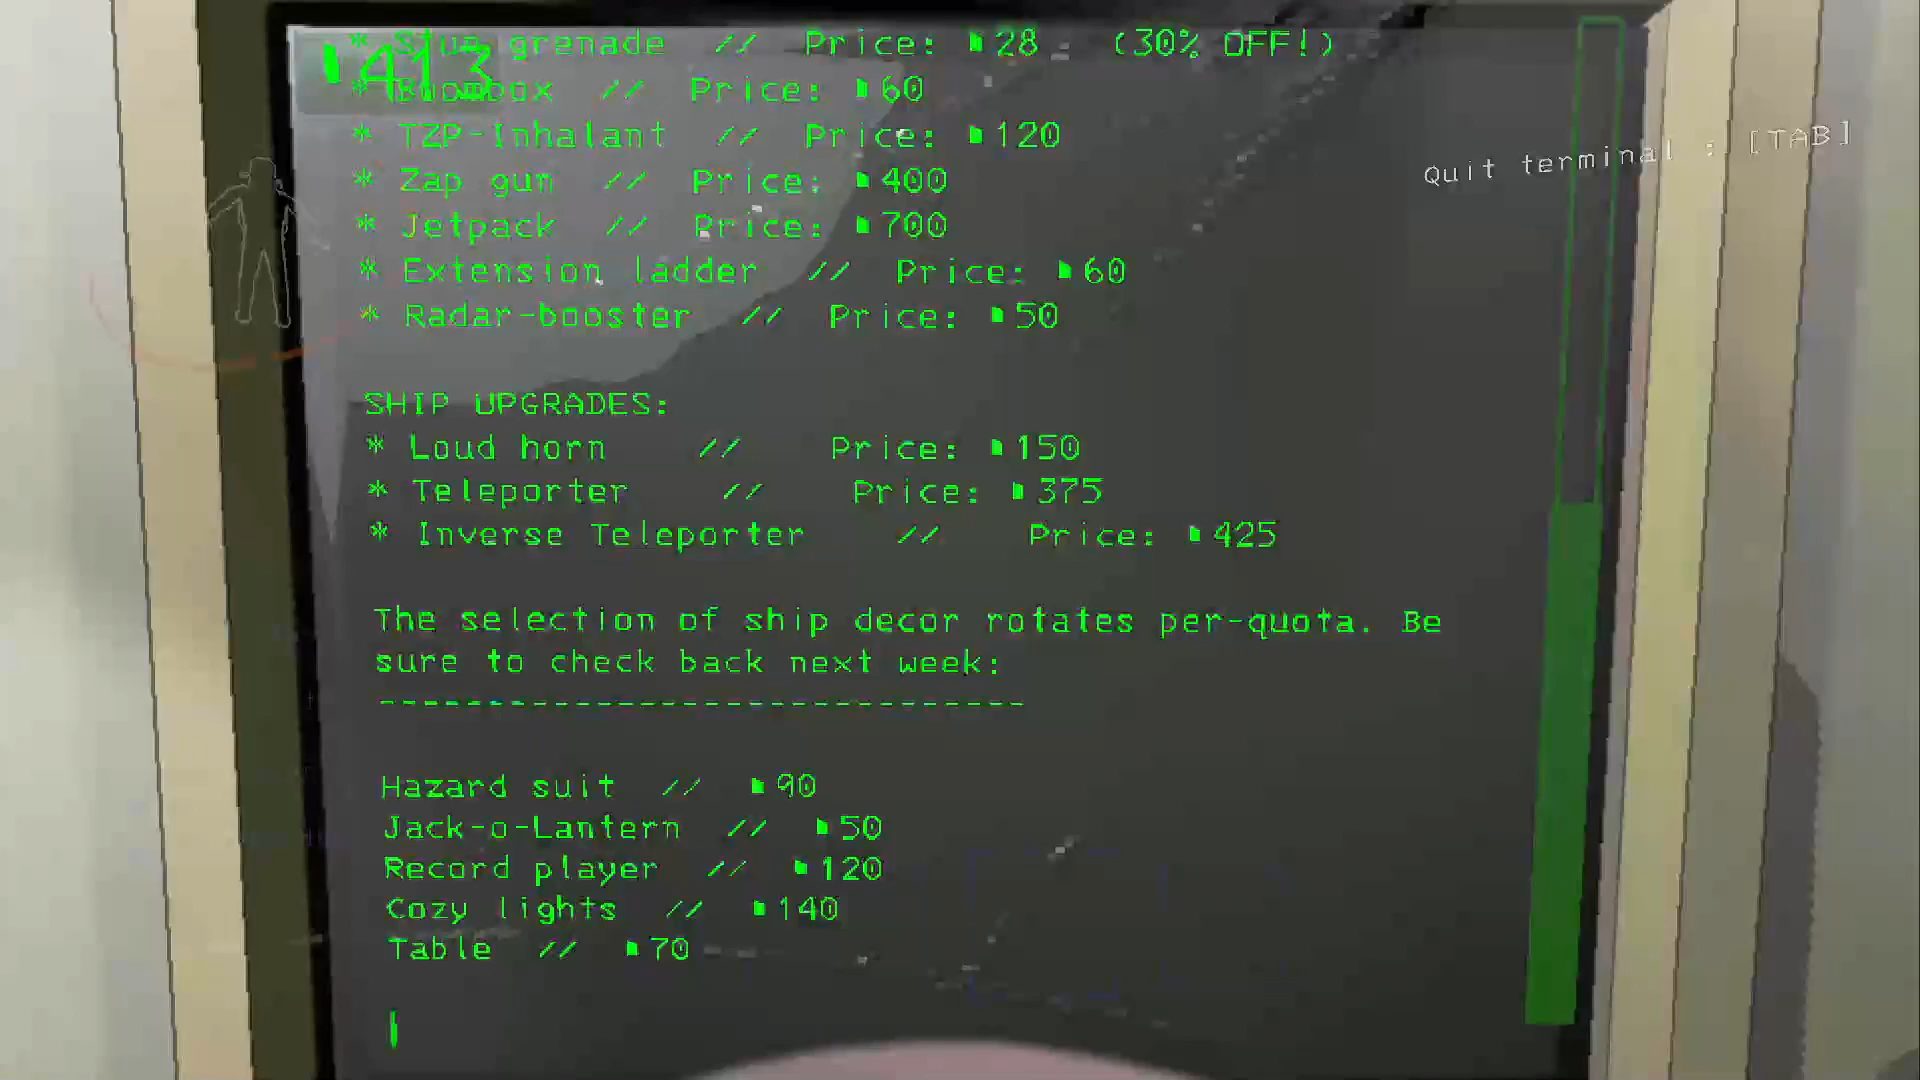 * Stun grenade // Price: 28 (30% OFF!)
413
* Boombox // Price: 60
* TZP-Inhalant // Price: 120
Quit terminal : [TAB]
* Zap gun // Price: 400
* Jetpack // Price: 700
* Extension ladder // Price: 60
* Radar-booster // Price: 50
SHIP UPGRADES:
* Loud horn // Price: 150
* Teleporter // Price: 375
* Inverse Teleporter // Price: 425
The selection of ship decor rotates per-quota. Be
sure to check back next week:
------------------------------
Hazard suit // 90
Jack-o-Lantern // 50
Record player // 120
Cozy lights // 140
Table // 70